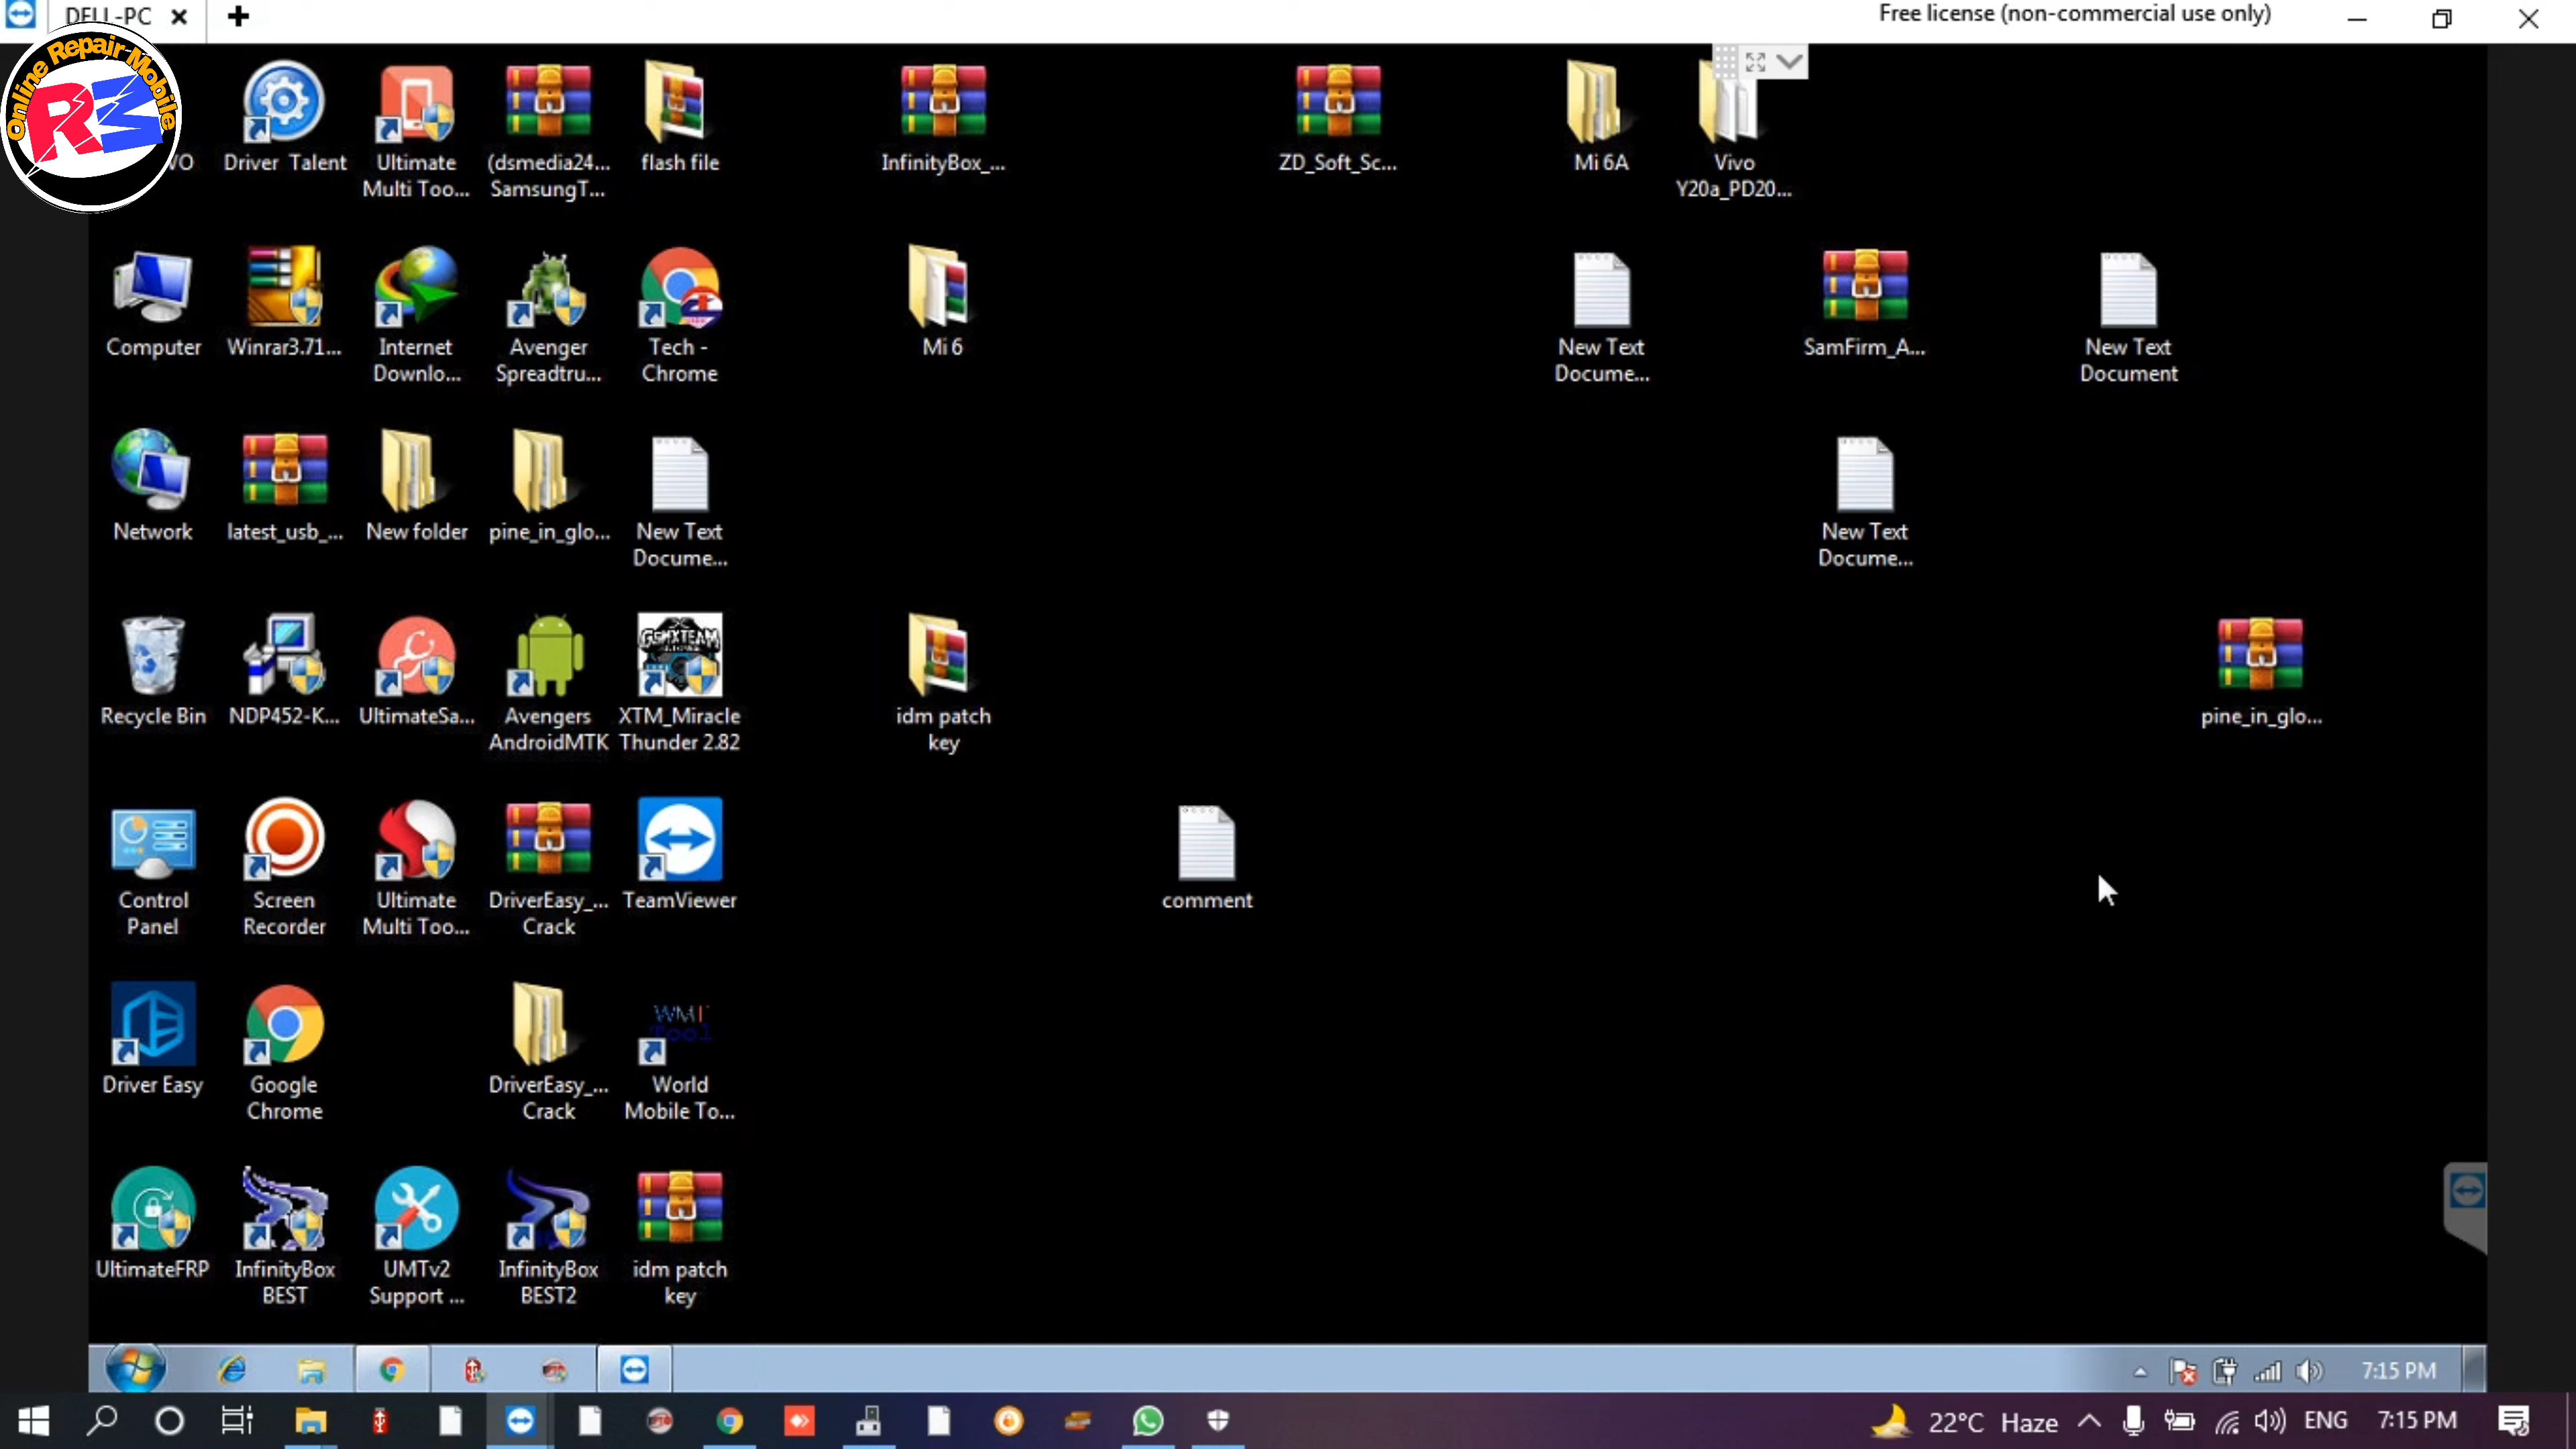 DELL-PC
Free license (non-commercial use only)
Online Repair Mobile
RM
VO
Driver Talent
Ultimate
Multi Too...
(dsmedia24...
SamsungT...
flash file
InfinityBox_...
ZD_Soft_Sc...
Mi 6A
Vivo
Y20a_PD20...
Computer
Winrar3.71...
Internet
Downlo...
Avenger
Spreadtru...
Tech -
Chrome
Mi 6
New Text
Docume...
SamFirm_A...
New Text
Document
Network
latest_usb_...
New folder
pine_in_glo...
New Text
Docume...
New Text
Docume...
GSMXTEAM
Recycle Bin
NDP452-K...
UltimateSa...
Avengers
AndroidMTK
XTM_Miracle
Thunder 2.82
idm patch
key
pine_in_glo...
Control
Panel
Screen
Recorder
Ultimate
Multi Too...
DriverEasy_...
Crack
TeamViewer
comment
WMT
Tool
Driver Easy
Google
Chrome
DriverEasy_...
Crack
World
Mobile To...
UltimateFRP
InfinityBox
BEST
UMTv2
Support ...
InfinityBox
BEST2
idm patch
key
7:15 PM
22°C Haze
ENG
7:15 PM